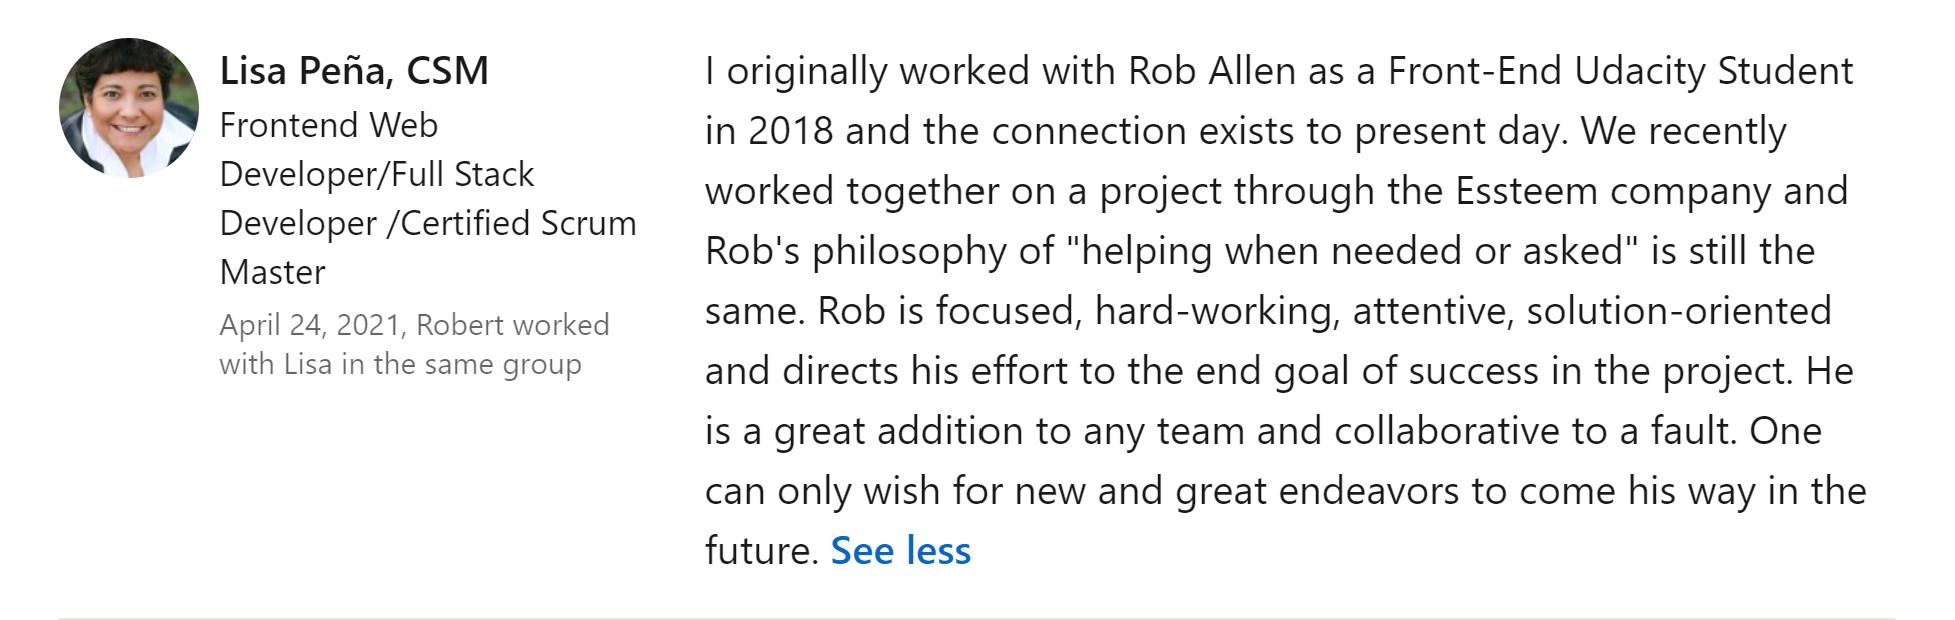 Lisa Peña, CSM
Frontend Web
Developer/Full Stack
Developer /Certified Scrum
Master
April 24, 2021, Robert worked
with Lisa in the same group
I originally worked with Rob Allen as a Front-End Udacity Student
in 2018 and the connection exists to present day. We recently
worked together on a project through the Essteem company and
Rob's philosophy of "helping when needed or asked" is still the
same. Rob is focused, hard-working, attentive, solution-oriented
and directs his effort to the end goal of success in the project. He
is a great addition to any team and collaborative to a fault. One
can only wish for new and great endeavors to come his way in the
future. See less